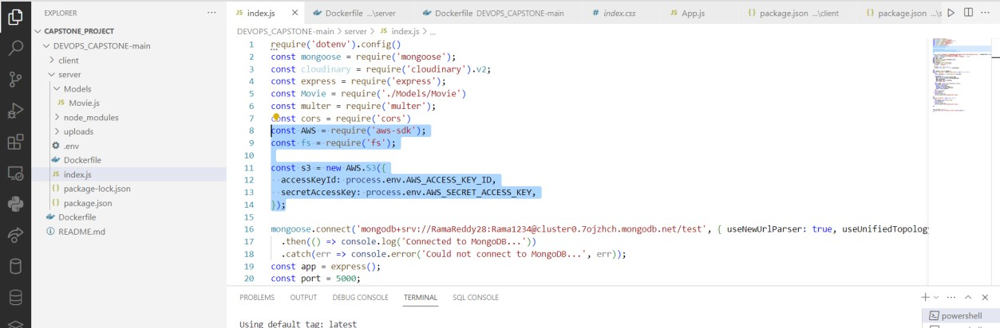 EXPLORER ...
CAPSTONE_PROJECT
DEVOPS_CAPSTONE-main
client
server
Models
JS Movie.js
node_modules
uploads
.env
Dockerfile
JS index.js
package-lock.json
package.json
Dockerfile
README.md
JS index.js Dockerfile ...\server Dockerfile DEVOPS_CAPSTONE-main # index.css JS App.js {} package.json ...\client {} package.json ...\s
DEVOPS_CAPSTONE-main > server > JS index.js > ...
1 require('dotenv').config()
2 const mongoose = require('mongoose');
3 const cloudinary = require('cloudinary').v2;
4 const express = require('express');
5 const Movie = require('./Models/Movie')
6 const multer = require('multer');
7 const cors = require('cors')
8 const AWS = require('aws-sdk');
9 const fs = require('fs');
10
11 const s3 = new AWS.S3({
12 accessKeyId: process.env.AWS_ACCESS_KEY_ID,
13 secretAccessKey: process.env.AWS_SECRET_ACCESS_KEY,
14 });
15
16 mongoose.connect('mongodb+srv://RamaReddy28:Rama1234@cluster0.7ojzhch.mongodb.net/test', { useNewUrlParser: true, useUnifiedTopolog
17 .then(() => console.log('Connected to MongoDB...'))
18 .catch(err => console.error('Could not connect to MongoDB...', err));
19 const app = express();
20 const port = 5000;
PROBLEMS OUTPUT DEBUG CONSOLE TERMINAL SQL CONSOLE
powershell
Using default tag: latest